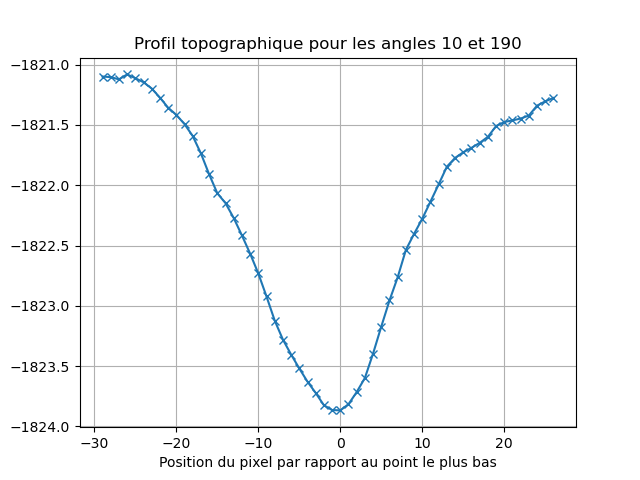 Profil topographique pour les angles 10 et 190
−1821.0
−1821.5
−1822.0
−1822.5
−1823.0
−1823.5
−1824.0
−30 −20 −10 0 10 20
Position du pixel par rapport au point le plus bas